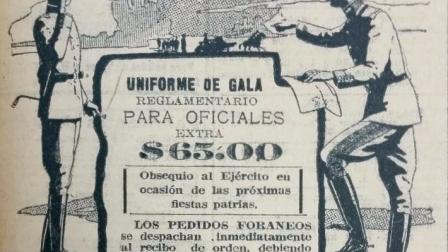 UNIFORME DE GALA
REGLAMENTARIO
PARA OFICIALES
EXTRA
$65.00
Obsequio al Ejército en
ocasión de las próximas
fiestas patrias.
LOS PEDIDOS FORANEOS
se despachan inmediatamente
al recibo de orden, debiendo